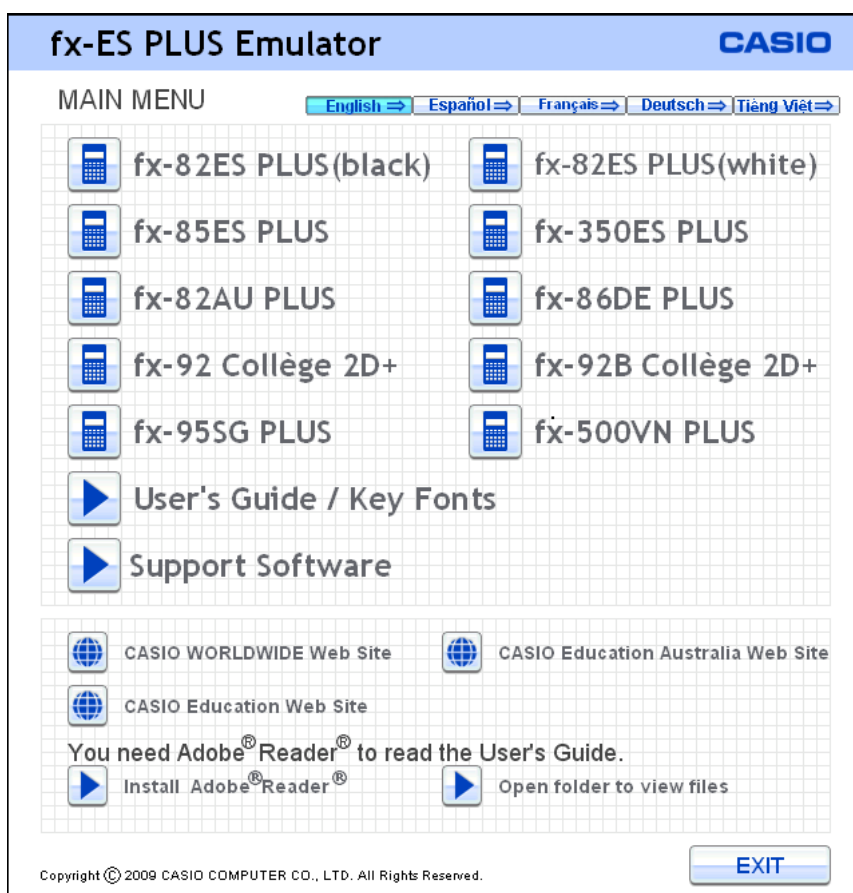 fx-ES PLUS Emulator CASIO
MAIN MENU English ⇒ Español ⇒ Français ⇒ Deutsch ⇒ Tiếng Việt ⇒
fx-82ES PLUS(black) fx-82ES PLUS(white)
fx-85ES PLUS fx-350ES PLUS
fx-82AU PLUS fx-86DE PLUS
fx-92 Collège 2D+ fx-92B Collège 2D+
fx-95SG PLUS fx-500VN PLUS
User's Guide / Key Fonts
Support Software
CASIO WORLDWIDE Web Site CASIO Education Australia Web Site
CASIO Education Web Site
You need Adobe® Reader® to read the User's Guide.
Install Adobe® Reader® Open folder to view files
Copyright © 2009 CASIO COMPUTER CO., LTD. All Rights Reserved. EXIT